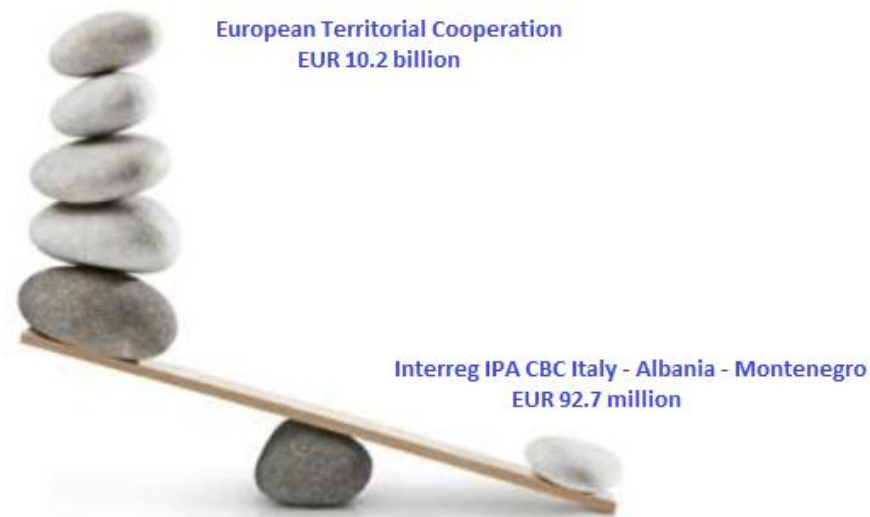 European Territorial Cooperation
EUR 10.2 billion
Interreg IPA CBC Italy - Albania - Montenegro
EUR 92.7 million